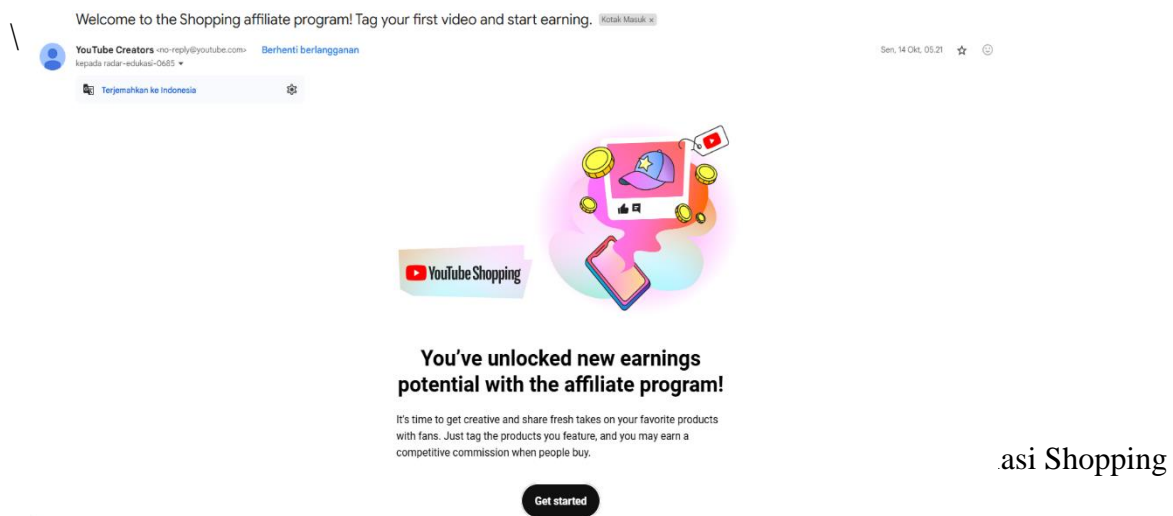 Welcome to the Shopping affiliate program! Tag your first video and start earning. Kotak Masuk x
\
YouTube Creators <no-reply@youtube.com> Berhenti berlangganan Sen, 14 Okt, 05.21
kepada radar-edukasi-0685
Terjemahkan ke Indonesia
YouTube Shopping
You’ve unlocked new earnings
potential with the affiliate program!
It's time to get creative and share fresh takes on your favorite products
with fans. Just tag the products you feature, and you may earn a
competitive commission when people buy.
asi Shopping
Get started